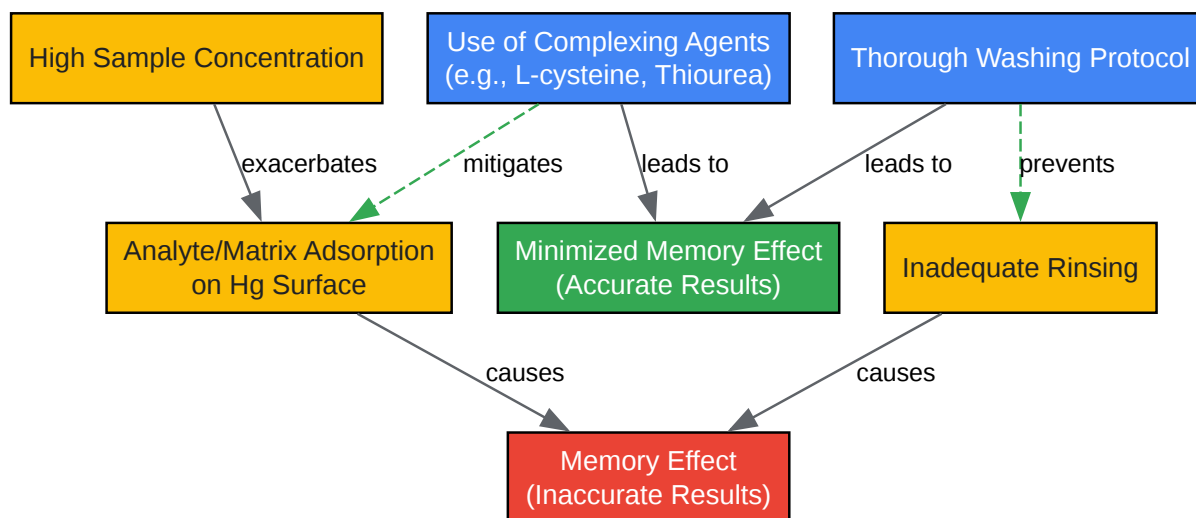 High Sample Concentration
Use of Complexing Agents
(e.g., L-cysteine, Thiourea)
Thorough Washing Protocol
exacerbates
mitigates
leads to
leads to
prevents
Analyte/Matrix Adsorption
on Hg Surface
Minimized Memory Effect
(Accurate Results)
Inadequate Rinsing
causes
causes
Memory Effect
(Inaccurate Results)